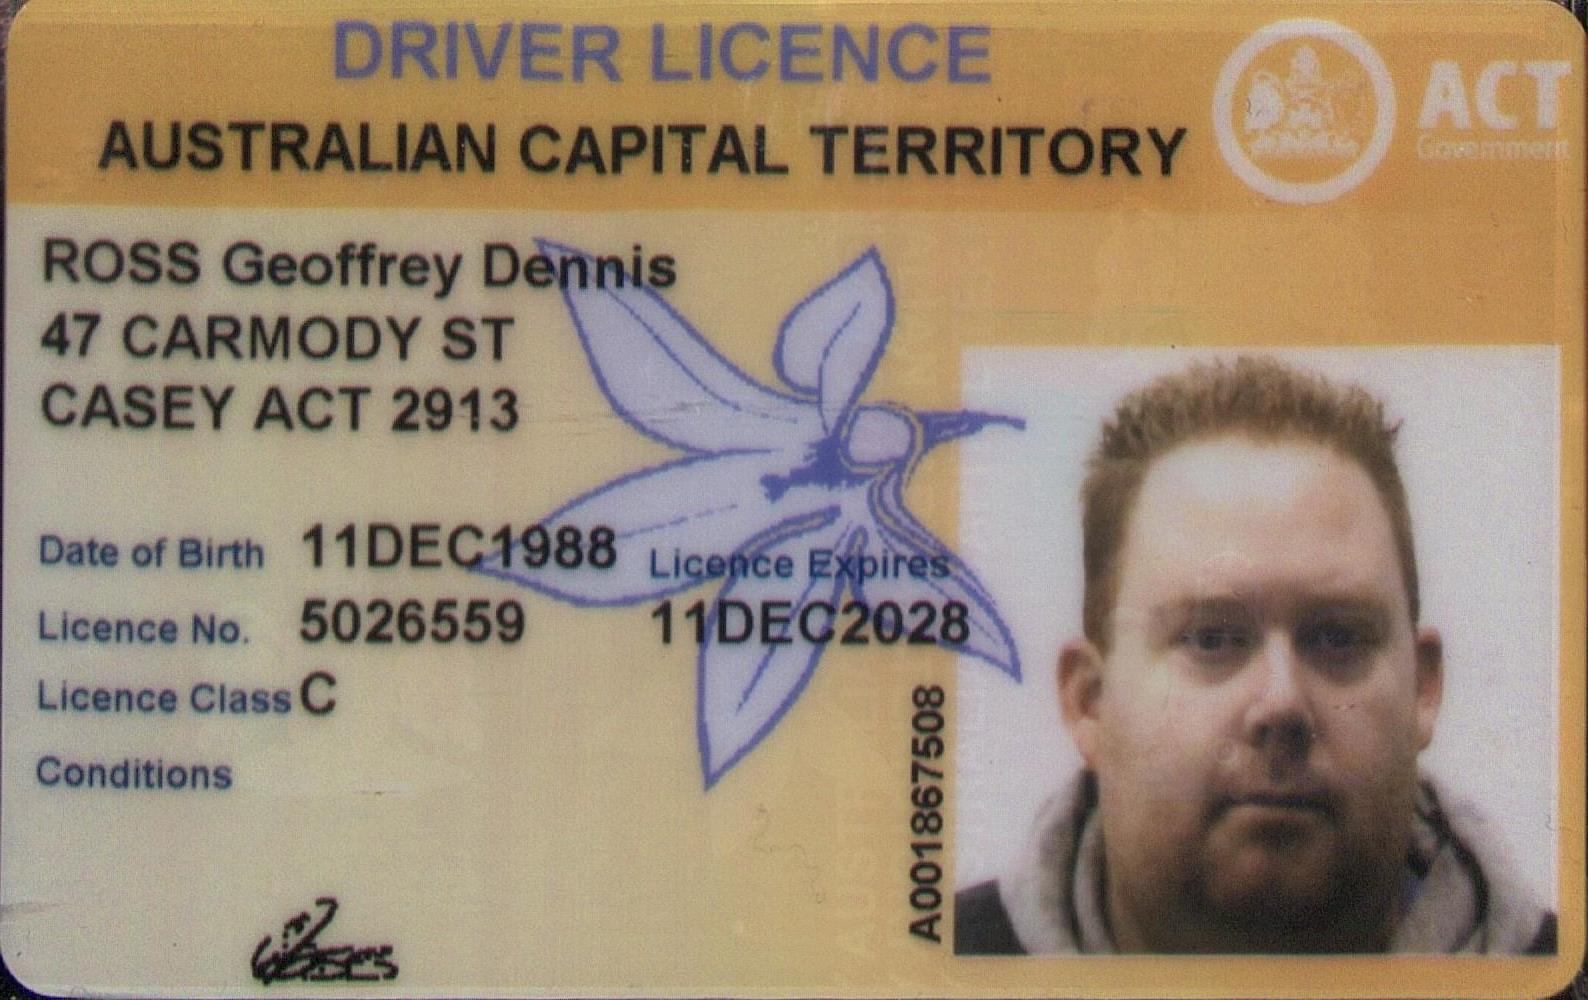 DRIVER LICENCE
AUSTRALIAN CAPITAL TERRITORY
ACT
Government
ROSS Geoffrey Dennis
47 CARMODY ST
CASEY ACT 2913
Date of Birth 11DEC1988
Licence Expires
Licence No. 5026559
11DEC2028
Licence Class C
Conditions
A001867508